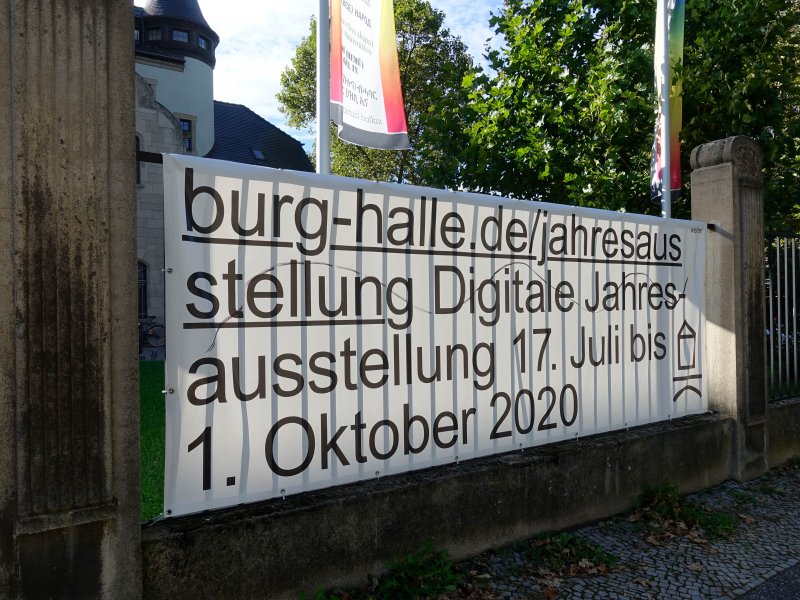 burg-halle.de/jahresaus
stellung Digitale Jahres-
ausstellung 17. Juli bis
1. Oktober 2020